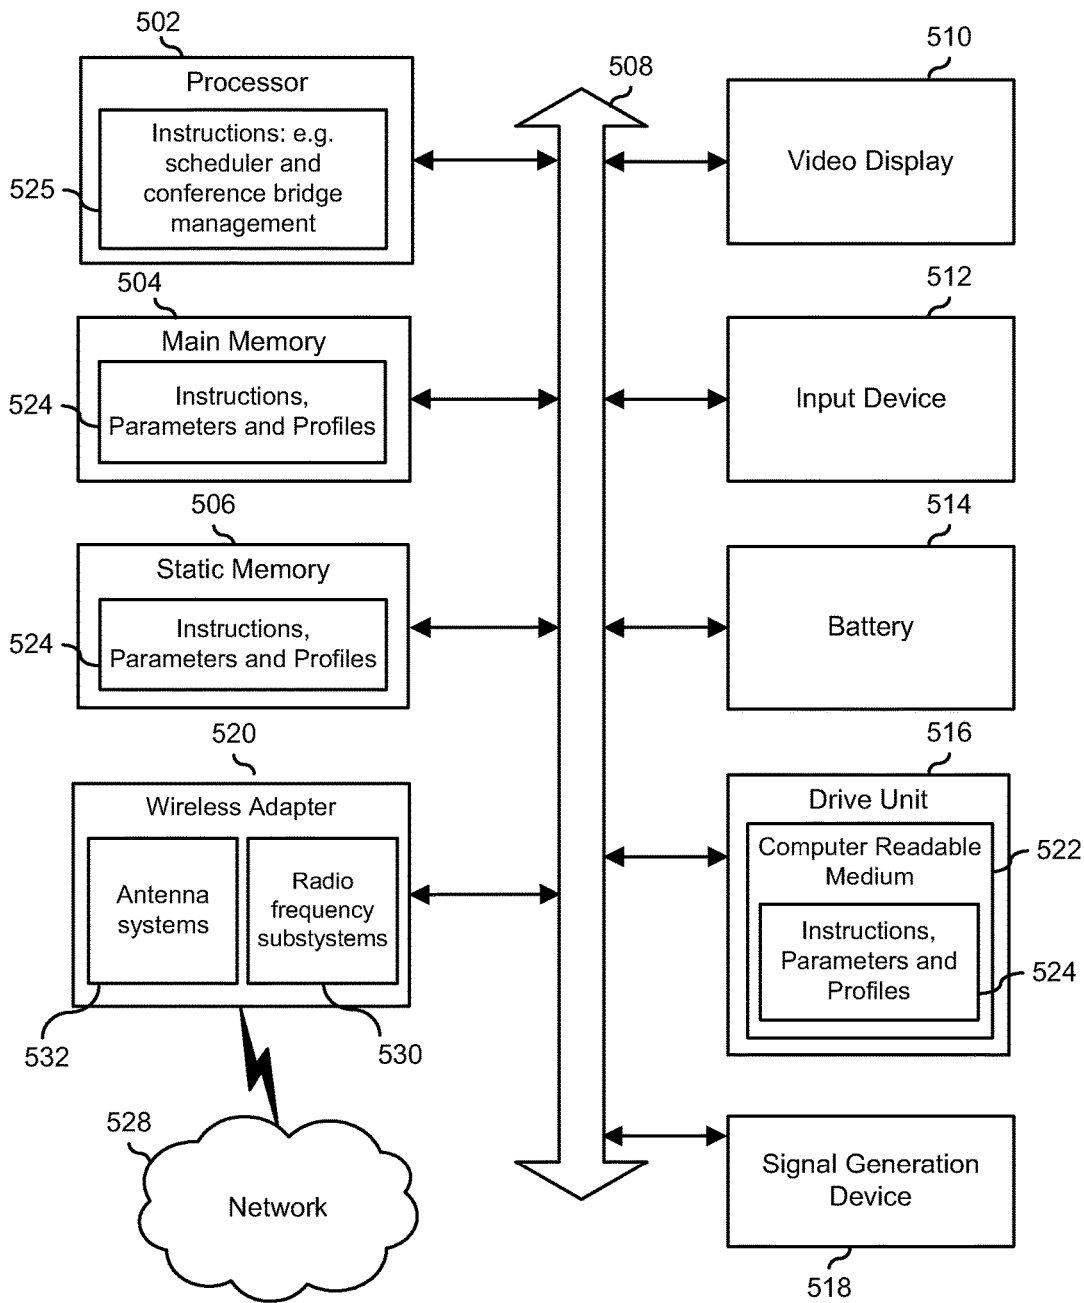 502
Processor
Instructions: e.g.
scheduler and
conference bridge
management
525
504
Main Memory
Instructions,
Parameters and Profiles
524
506
Static Memory
Instructions,
Parameters and Profiles
524
520
Wireless Adapter
Antenna
systems
Radio
frequency
substystems
532
530
528
Network
508
510
Video Display
512
Input Device
514
Battery
516
Drive Unit
Computer Readable
Medium
522
Instructions,
Parameters and
Profiles
524
Signal Generation
Device
518